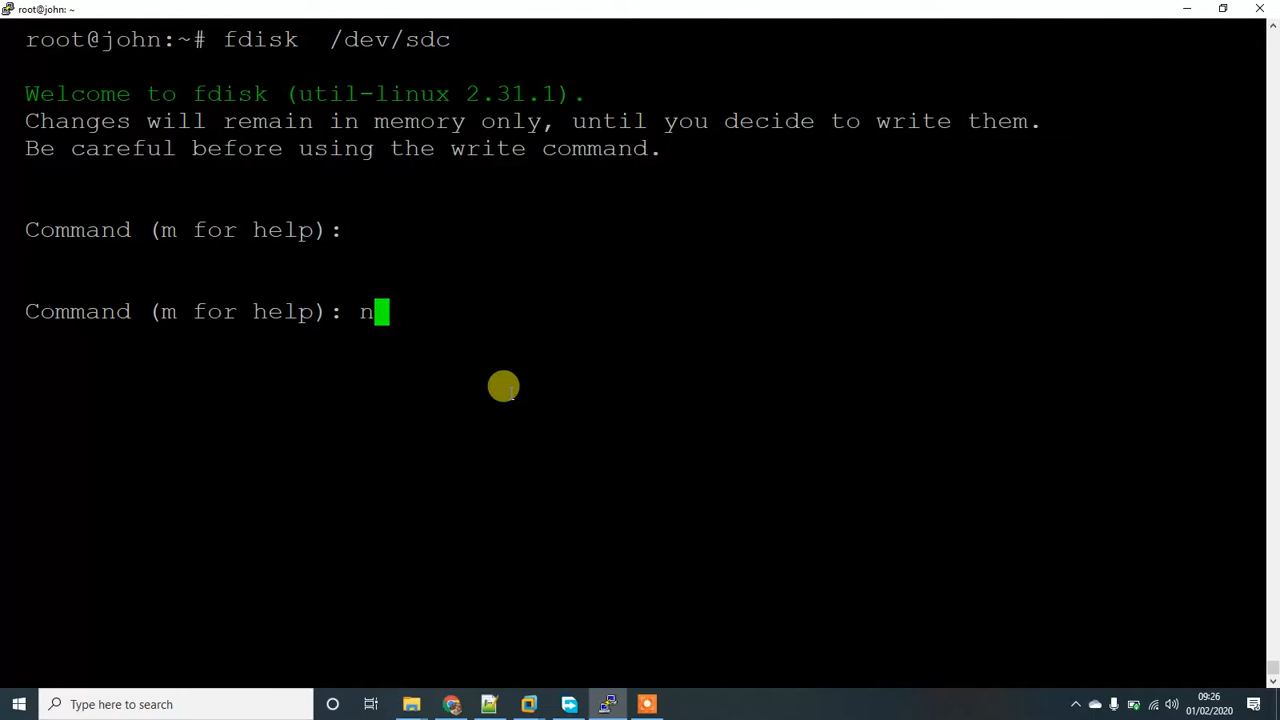 root@john: ~
root@john:~# fdisk  /dev/sdc
Welcome to fdisk (util-linux 2.31.1).
Changes will remain in memory only, until you decide to write them.
Be careful before using the write command.
Command (m for help):
Command (m for help): n
Type here to search
09:26
01/02/2020